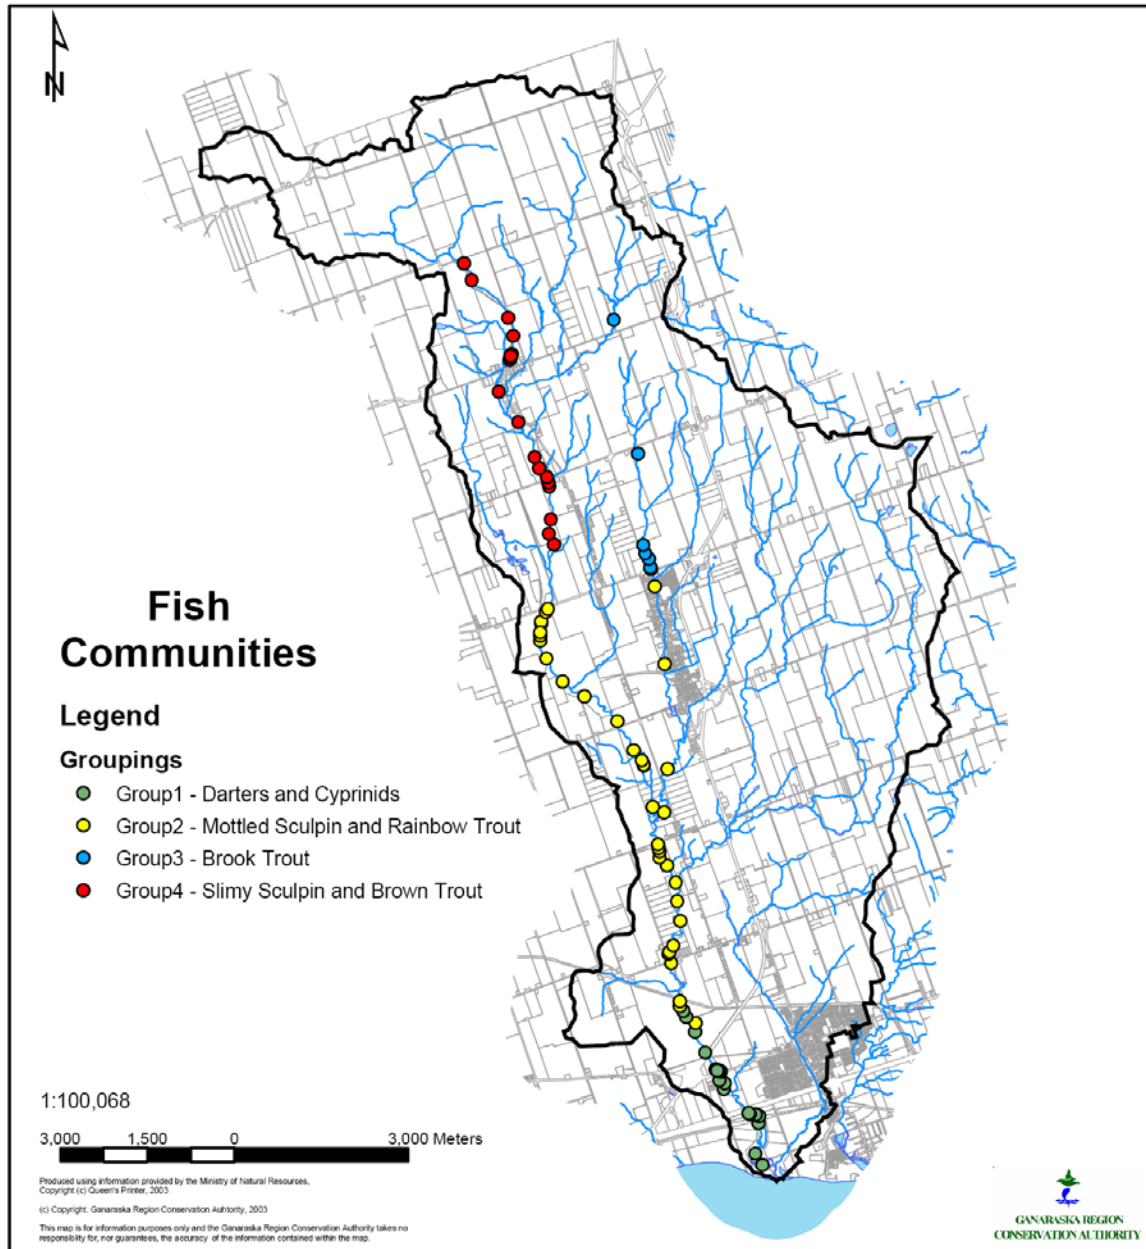 N
Fish
Communities
Legend
Groupings
Group1 - Darters and Cyprinids
Group2 - Mottled Sculpin and Rainbow Trout
Group3 - Brook Trout
Group4 - Slimy Sculpin and Brown Trout
1:100,068
3,000 1,500 0 3,000 Meters
Produced using information provided by the Ministry of Natural Resources,
Copyright (c) Queen's Printer, 2003
(c) Copyright. Ganaraska Region Conservation Auhtority, 2003
This map is for information purposes only and the Ganaraska Region Conservation Authority takes no
responsibility for, nor guarantees, the accuracy of the information contained within the map.
GANARASKA REGION
CONSERVATION AUTHORITY